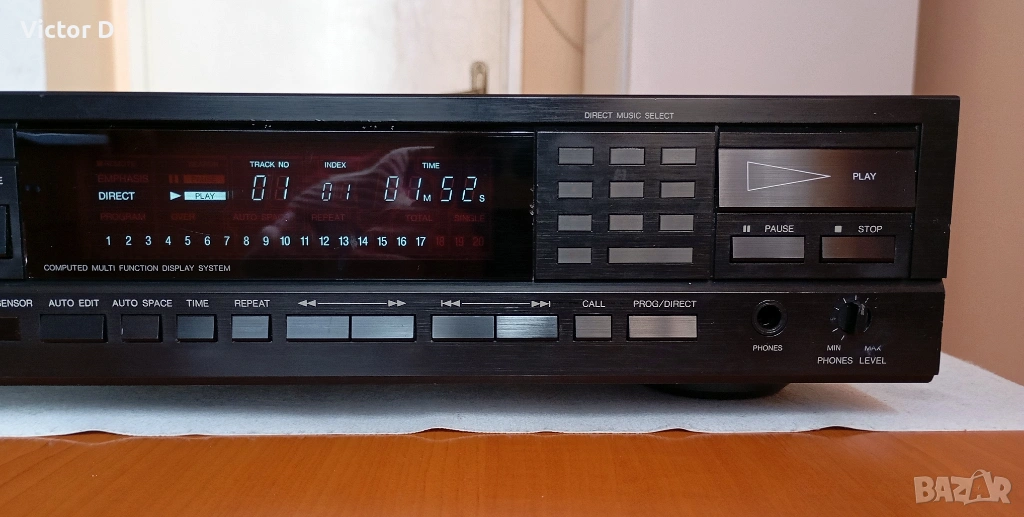 Victor D
DIRECT MUSIC SELECT
TRACK NO INDEX TIME
EMPHASIS PAUSE
DIRECT PLAY 01 01 01M 52S
PROGRAM AUTO SPACE REPEAT TOTAL SINGLE
1 2 3 4 5 6 7 8 9 10 11 12 13 14 15 16 17 18 19 20
COMPUTED MULTI FUNCTION DISPLAY SYSTEM
PLAY
PAUSE STOP
SENSOR AUTO EDIT AUTO SPACE TIME REPEAT CALL PROG/DIRECT
PHONES
MIN MAX
PHONES LEVEL
BAZAR